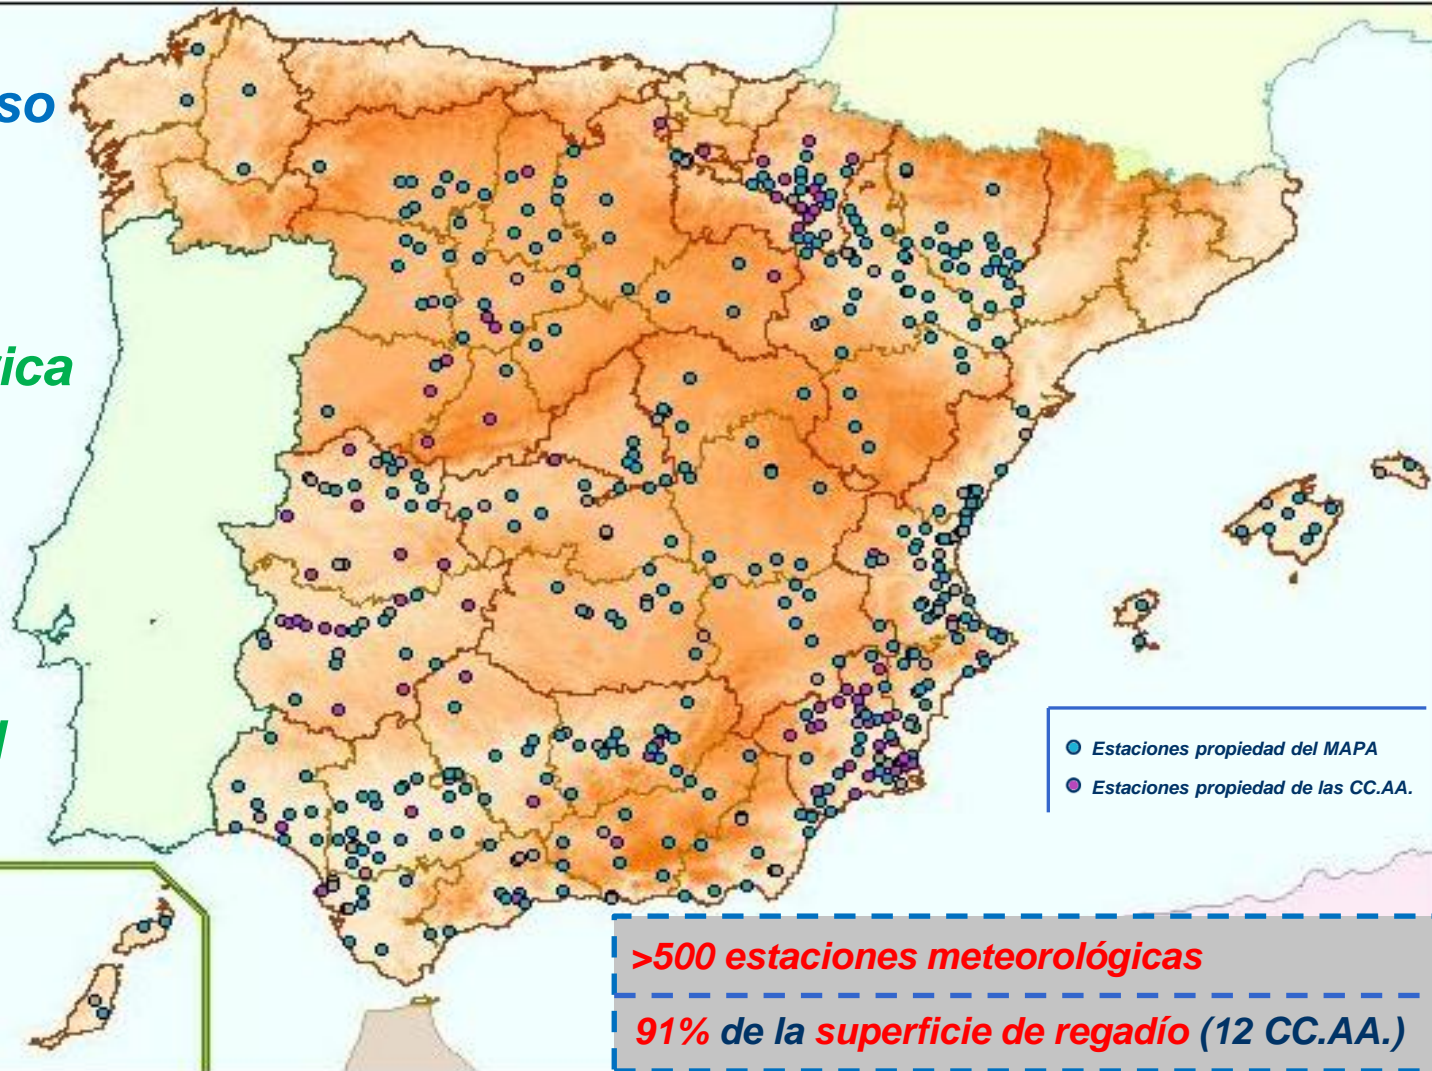 so
rica
Estaciones propiedad del MAPA
Estaciones propiedad de las CC.AA.
>500 estaciones meteorológicas
91% de la superficie de regadío (12 CC.AA.)